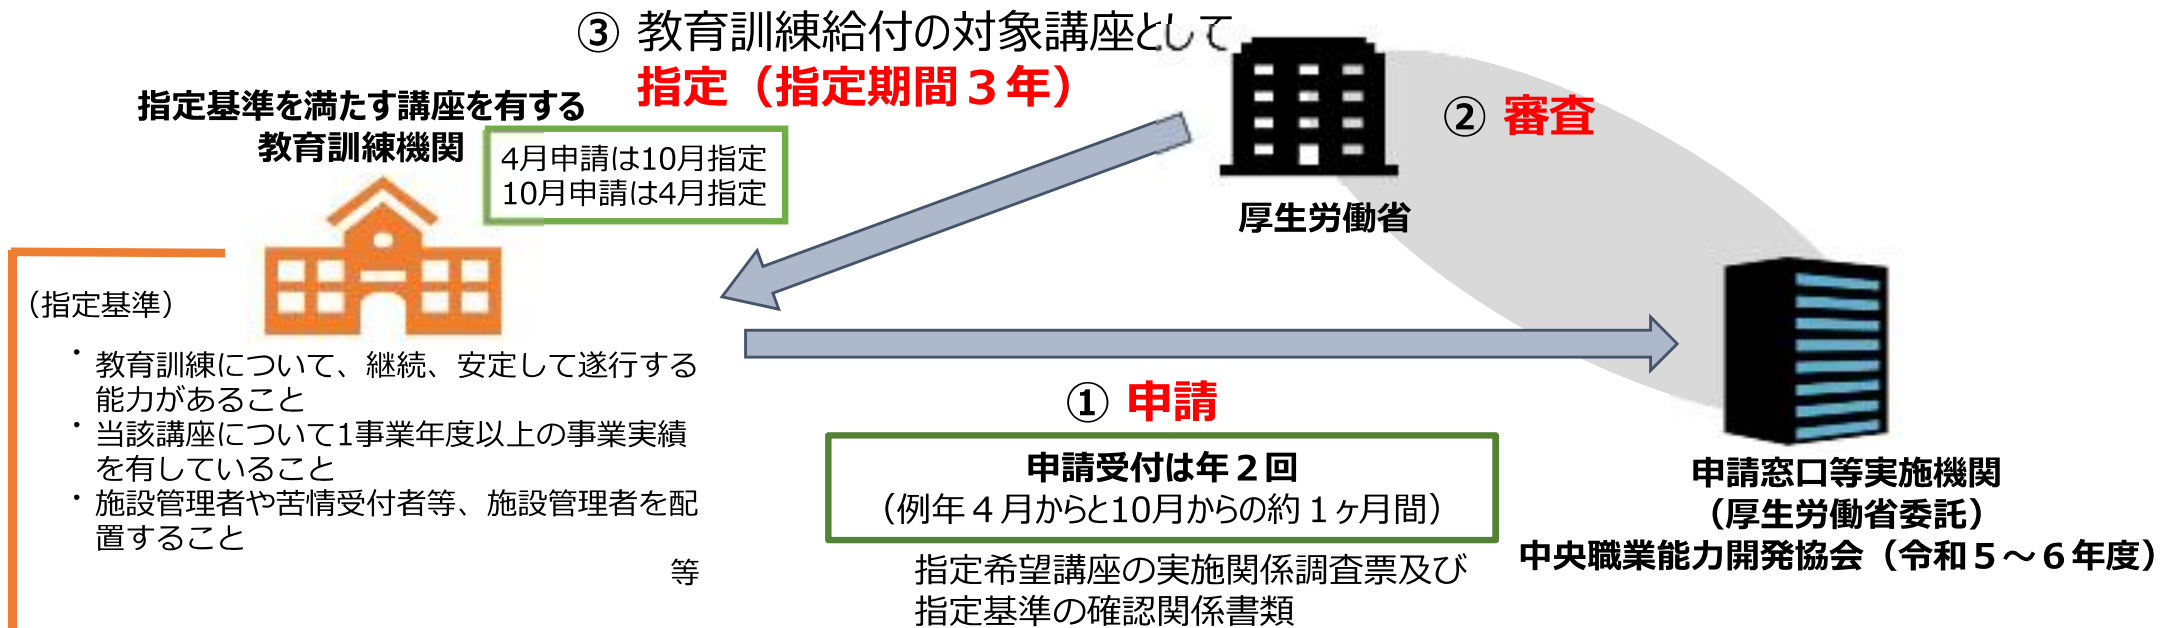 ③ 教育訓練給付の対象講座として
指定（指定期間３年）
指定基準を満たす講座を有する
教育訓練機関
4月申請は10月指定
10月申請は4月指定
② 審査
厚生労働省
（指定基準）
・教育訓練について、継続、安定して遂行する
能力があること
・当該講座について1事業年度以上の事業実績
を有していること
・施設管理者や苦情受付者等、施設管理者を配
置すること
等
① 申請
申請受付は年２回
（例年４月からと10月からの約１ヶ月間）
指定希望講座の実施関係調査票及び
指定基準の確認関係書類
申請窓口等実施機関
（厚生労働省委託）
中央職業能力開発協会（令和５～６年度）